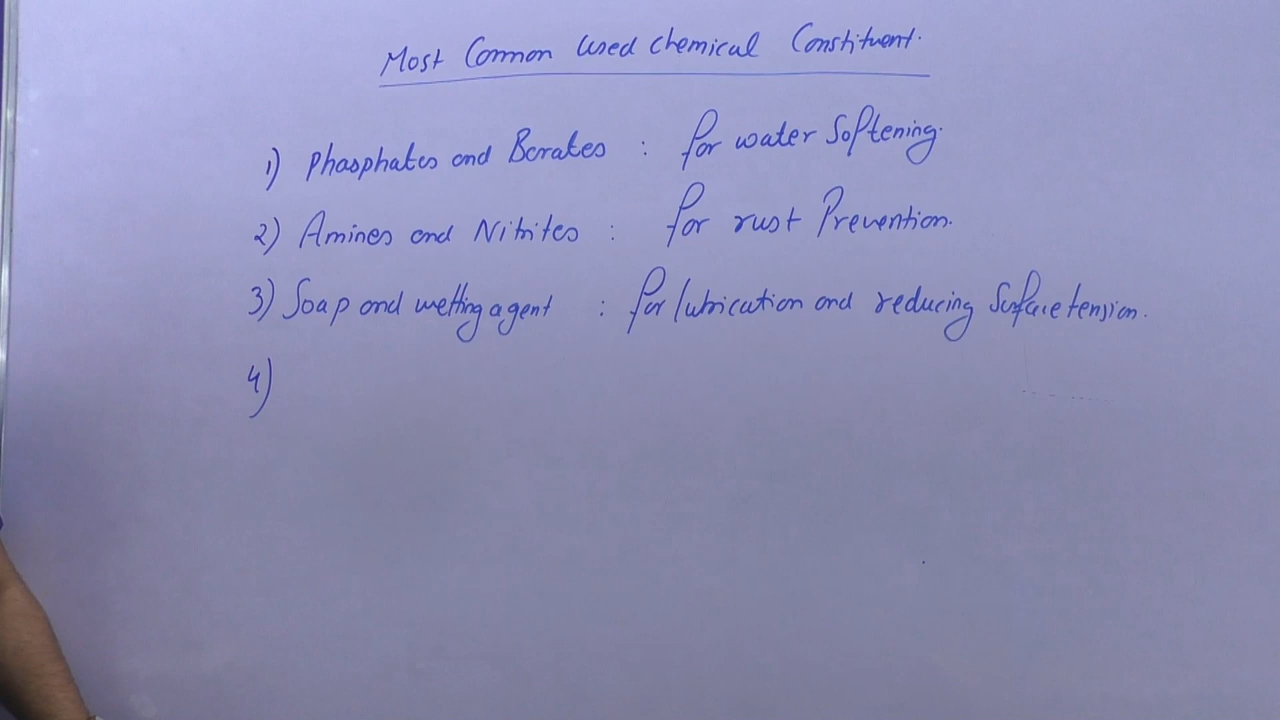 Most Common Used Chemical Constituent.
1) Phasphates and Borates : for water Softening.
2) Amines and Nitrites : for rust Prevention.
3) Soap and wetting agent : for lubrication and reducing Surface tension.
4)